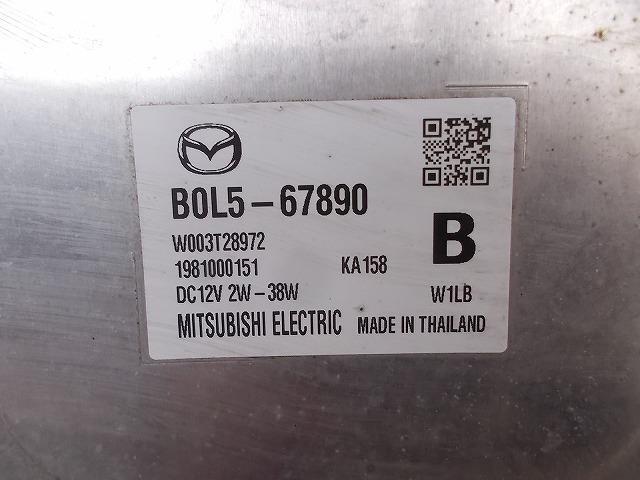 B0L5-67890
B
W003T28972
1981000151 KA158
DC12V 2W-38W W1LB
MITSUBISHI ELECTRIC MADE IN THAILAND